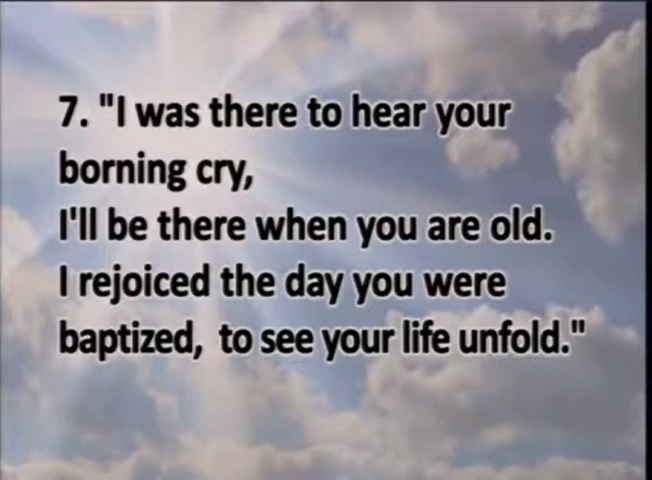 7. "I was there to hear your
borning cry,
I'll be there when you are old.
I rejoiced the day you were
baptized,  to see your life unfold."